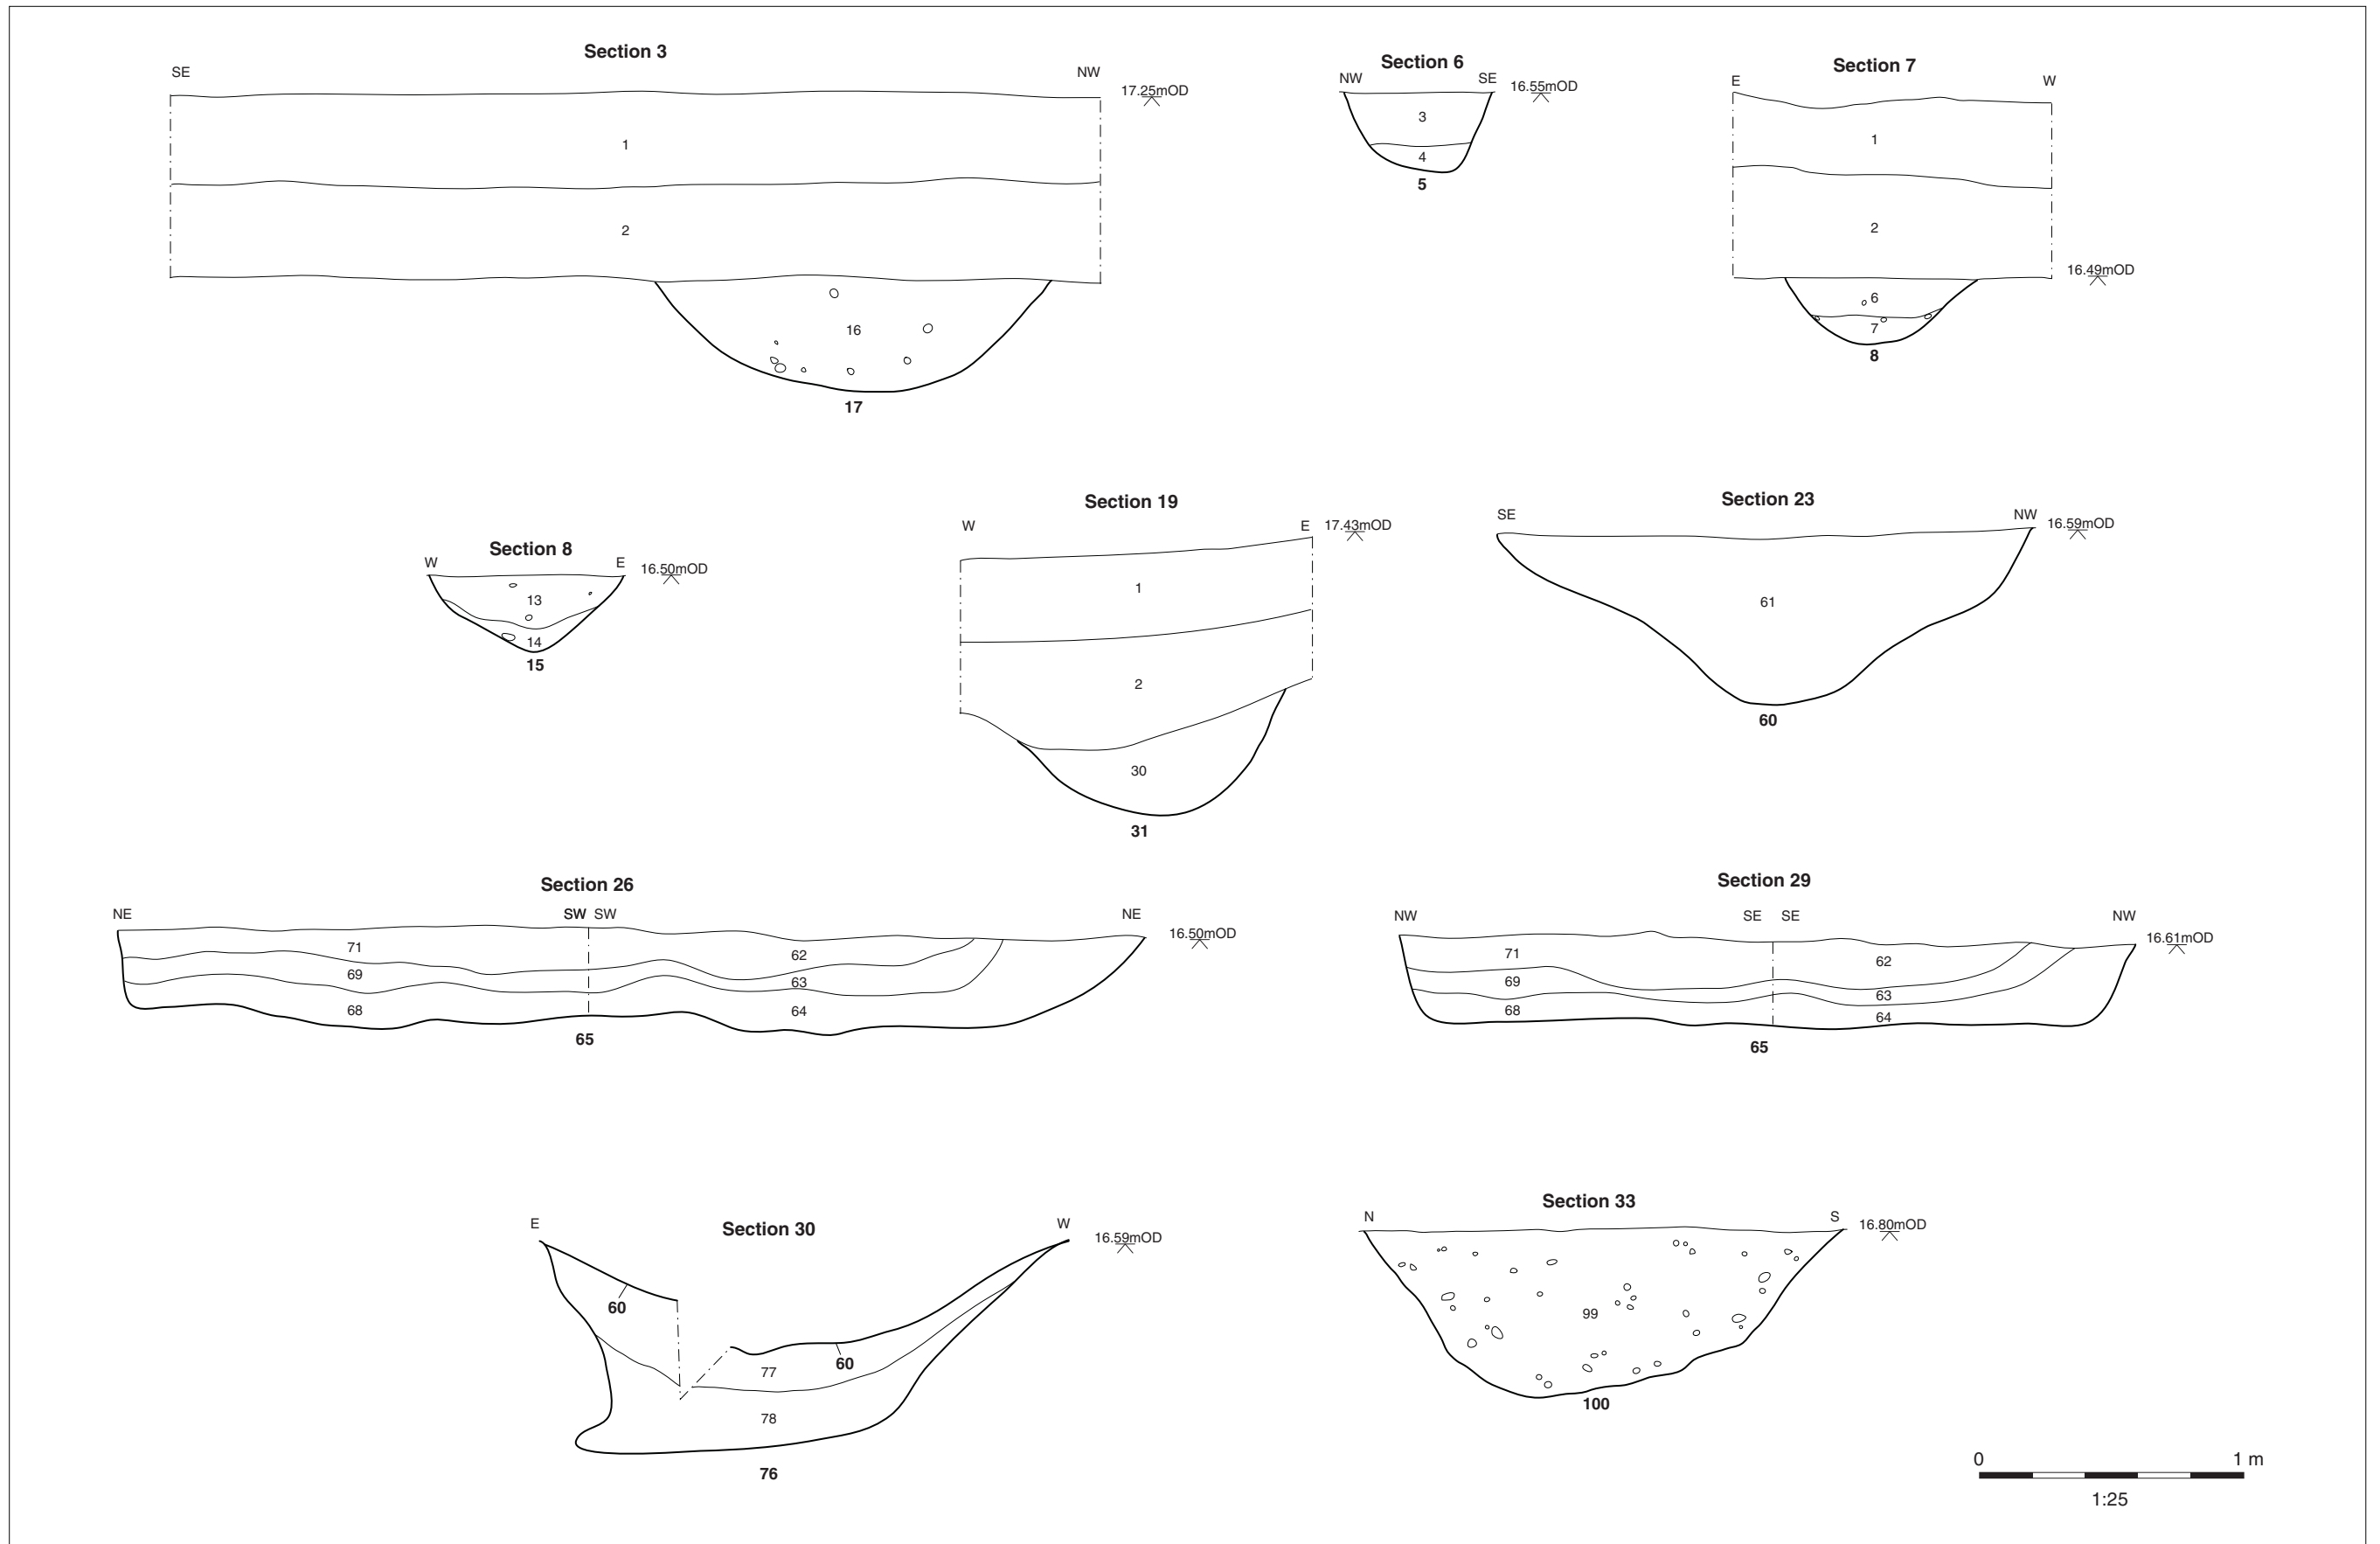 Section 3
SE NW 17.25mOD
1
2
16
17
Section 6
NW SE 16.55mOD
3
4
5
Section 7
E W
1
2
16.49mOD
6
7
8
Section 8
W E 16.50mOD
13
14
15
Section 19
W E 17.43mOD
1
2
30
31
Section 23
SE NW 16.59mOD
61
60
Section 26
NE SW SW NE
16.50mOD
71 62
69 63
68 64
65
Section 29
NW SE SE NW
16.61mOD
71 62
69 63
68 64
65
Section 30
E W 16.59mOD
60
60
77
78
76
Section 33
N S 16.80mOD
99
100
0 1 m
1:25